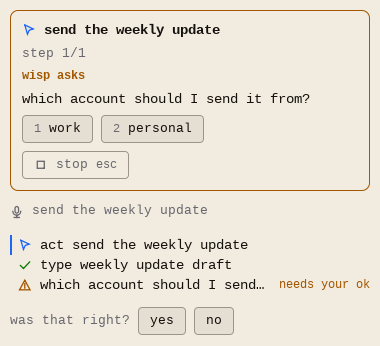 send the weekly update
step 1/1
wisp asks
which account should I send it from?
1 work 2 personal
stop esc
send the weekly update
act send the weekly update
type weekly update draft
which account should I send… needs your ok
was that right? yes no